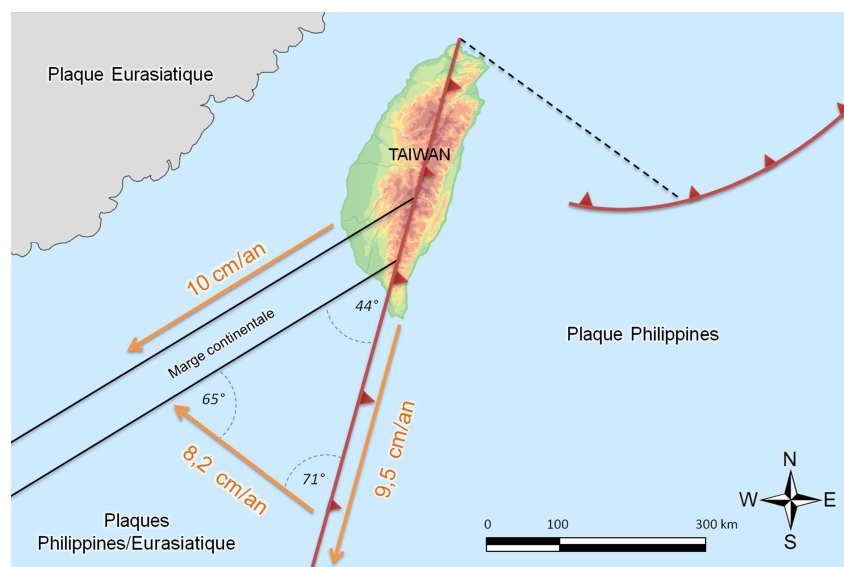 Plaque Eurasiatique
TAIWAN
10 cm/an
44°
Marge continentale
Plaque Philippines
65°
9,5 cm/an
8,2 cm/an
71°
N
W
E
S
Plaques
Philippines/Eurasiatique
0 100 300 km